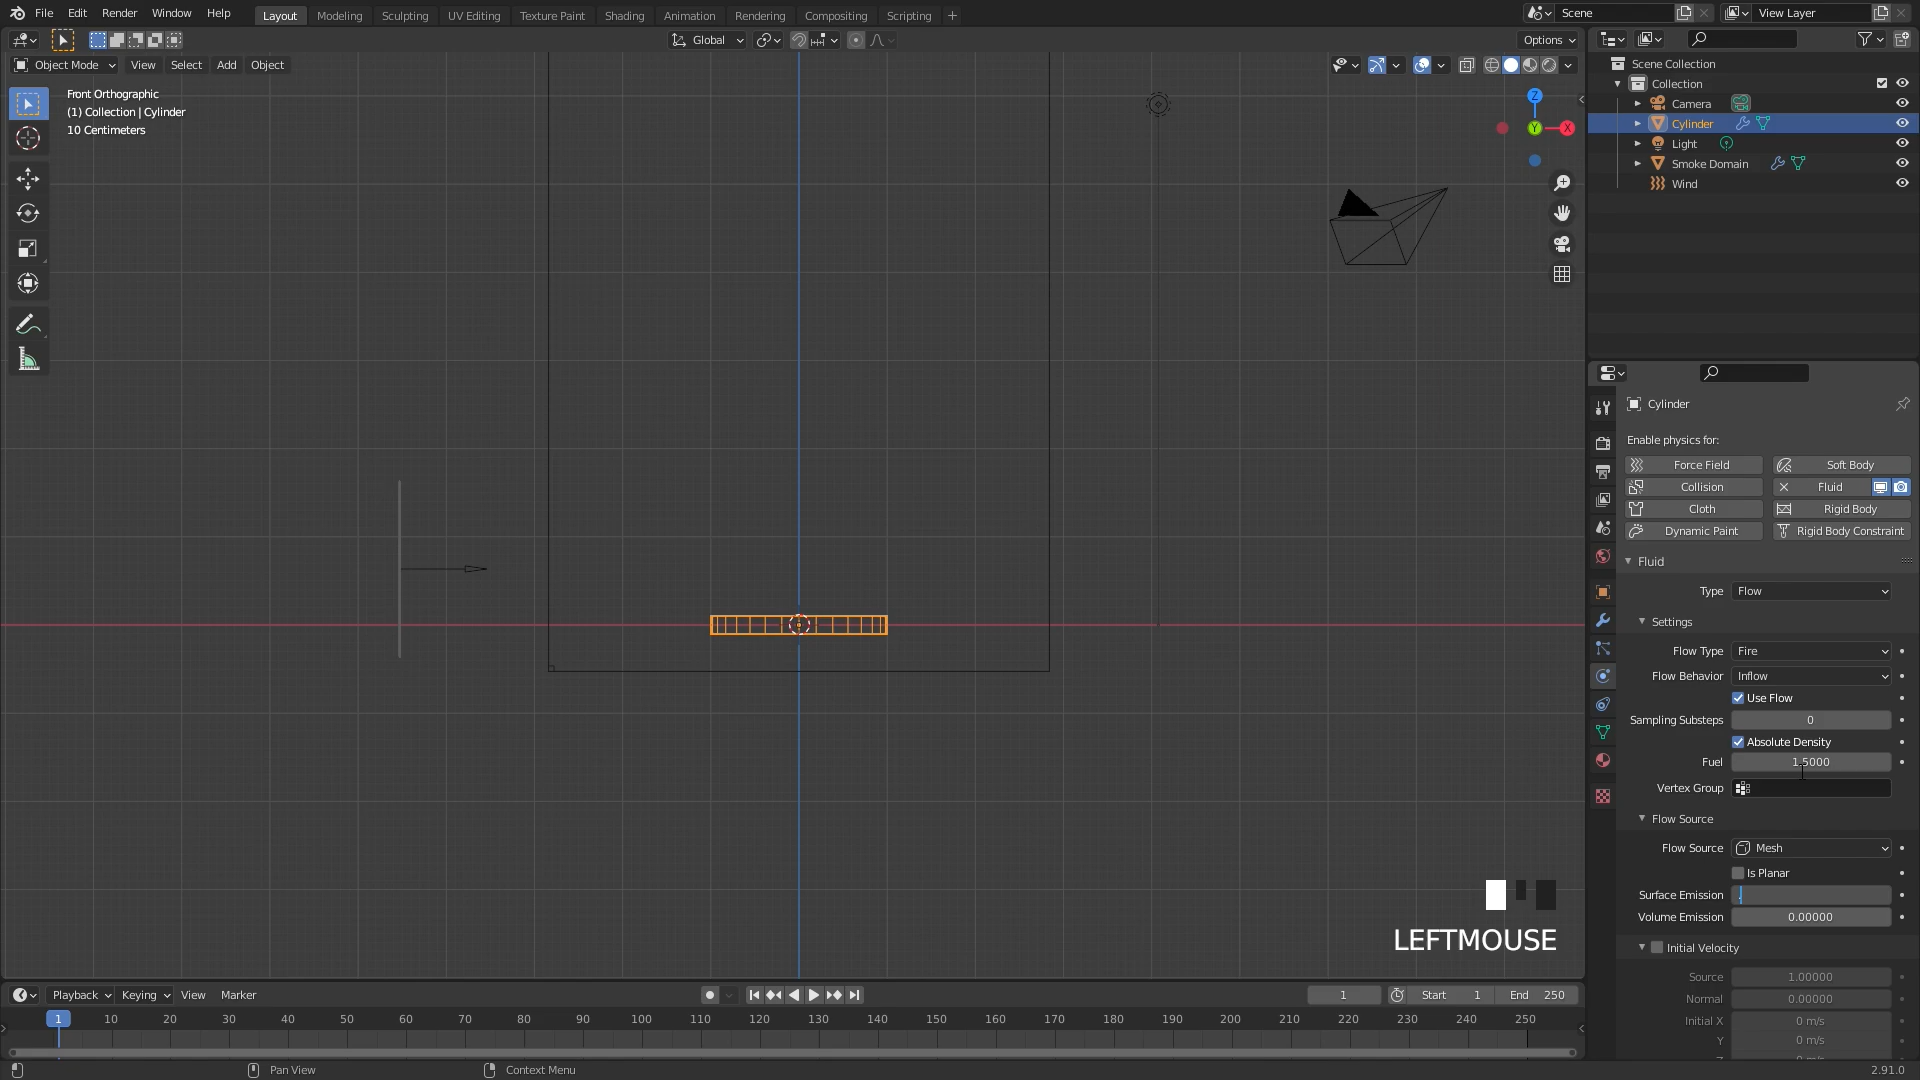 File Edit Render Window Help Layout Modeling Sculpting UV Editing Texture Paint Shading Animation Rendering Compositing Scripting + Scene View Layer
Global Options
Object Mode View Select Add Object
Front Orthographic
(1) Collection | Cylinder
10 Centimeters
Z
Y X
LEFTMOUSE
Scene Collection
Collection
Camera
Cylinder
Light
Smoke Domain
Wind
Cylinder
Enable physics for:
Force Field Soft Body
Collision Fluid
Cloth Rigid Body
Dynamic Paint Rigid Body Constraint
Fluid
Type Flow
Settings
Flow Type Fire
Flow Behavior Inflow
Use Flow
Sampling Substeps 0
Absolute Density
Fuel 1.5000
Vertex Group
Flow Source
Flow Source Mesh
Is Planar
Surface Emission
Volume Emission 0.00000
Initial Velocity
Source 1.00000
Normal 0.00000
Initial X 0 m/s
Y 0 m/s
Playback Keying View Marker 1 Start 1 End 250
1 10 20 30 40 50 60 70 80 90 100 110 120 130 140 150 160 170 180 190 200 210 220 230 240 250
Pan View Context Menu 2.91.0